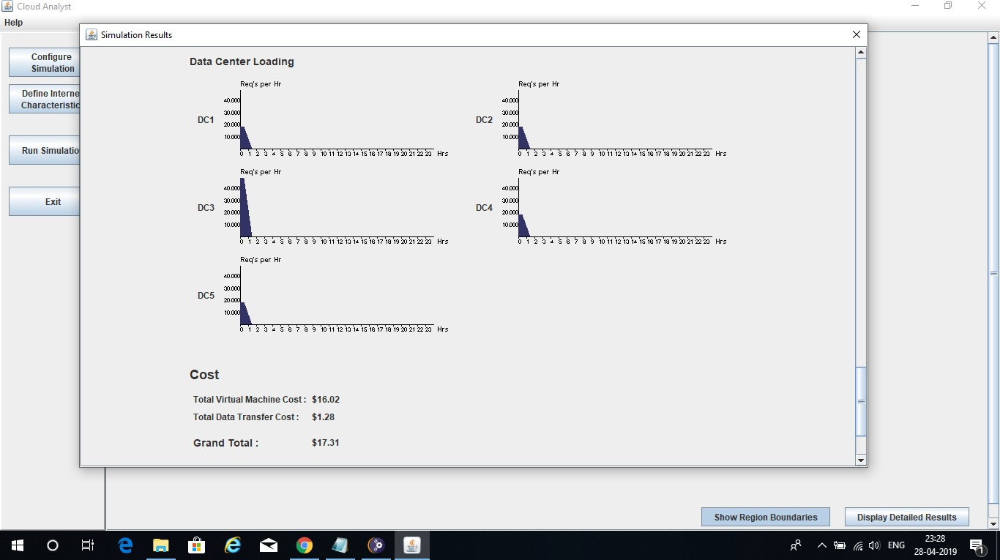 Cloud Analyst
Help
Simulation Results
Configure
Simulation
Define Interne
Characteristic
Run Simulatio
Exit
Data Center Loading
DC1
Req's per Hr
40.000
30.000
20.000
10.000
0 1 2 3 4 5 6 7 8 9 10 11 12 13 14 15 16 17 18 19 20 21 22 23 Hrs
DC2
Req's per Hr
40.000
30.000
20.000
10.000
0 1 2 3 4 5 6 7 8 9 10 11 12 13 14 15 16 17 18 19 20 21 22 23 Hrs
DC3
Req's per Hr
40.000
30.000
20.000
10.000
0 1 2 3 4 5 6 7 8 9 10 11 12 13 14 15 16 17 18 19 20 21 22 23 Hrs
DC4
Req's per Hr
40.000
30.000
20.000
10.000
0 1 2 3 4 5 6 7 8 9 10 11 12 13 14 15 16 17 18 19 20 21 22 23 Hrs
DC5
Req's per Hr
40.000
30.000
20.000
10.000
0 1 2 3 4 5 6 7 8 9 10 11 12 13 14 15 16 17 18 19 20 21 22 23 Hrs
Cost
Total Virtual Machine Cost : $16.02
Total Data Transfer Cost : $1.28
Grand Total : $17.31
Show Region Boundaries
Display Detailed Results
ENG
23:28
28-04-2019
1